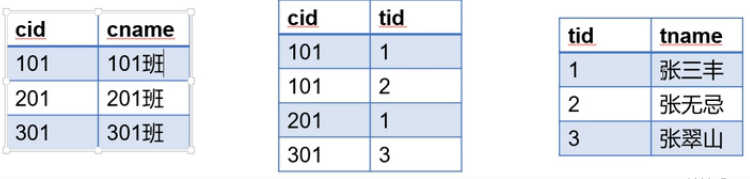 cid cname
101 101班
201 201班
301 301班
cid tid
101 1
101 2
201 1
301 3
tid tname
1 张三丰
2 张无忌
3 张翠山